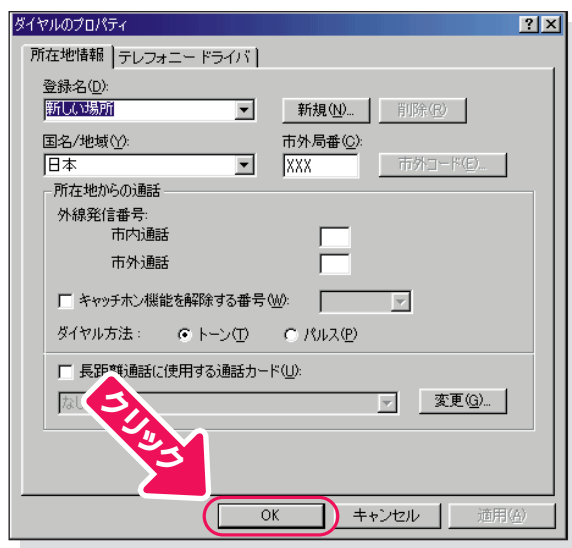 ダイヤルのプロパティ
? ×
所在地情報 テレフォニー ドライバ
登録名(D):
新しい場所 新規(N)... 削除(R)
国名/地域(Y): 市外局番(C):
日本 XXX 市外コード(E)...
所在地からの通話
外線発信番号:
市内通話
市外通話
キャッチホン機能を解除する番号(W):
ダイヤル方法: トーン(T) パルス(P)
長距離通話に使用する通話カード(U):
変更(G)...
クリック
OK キャンセル 適用(A)